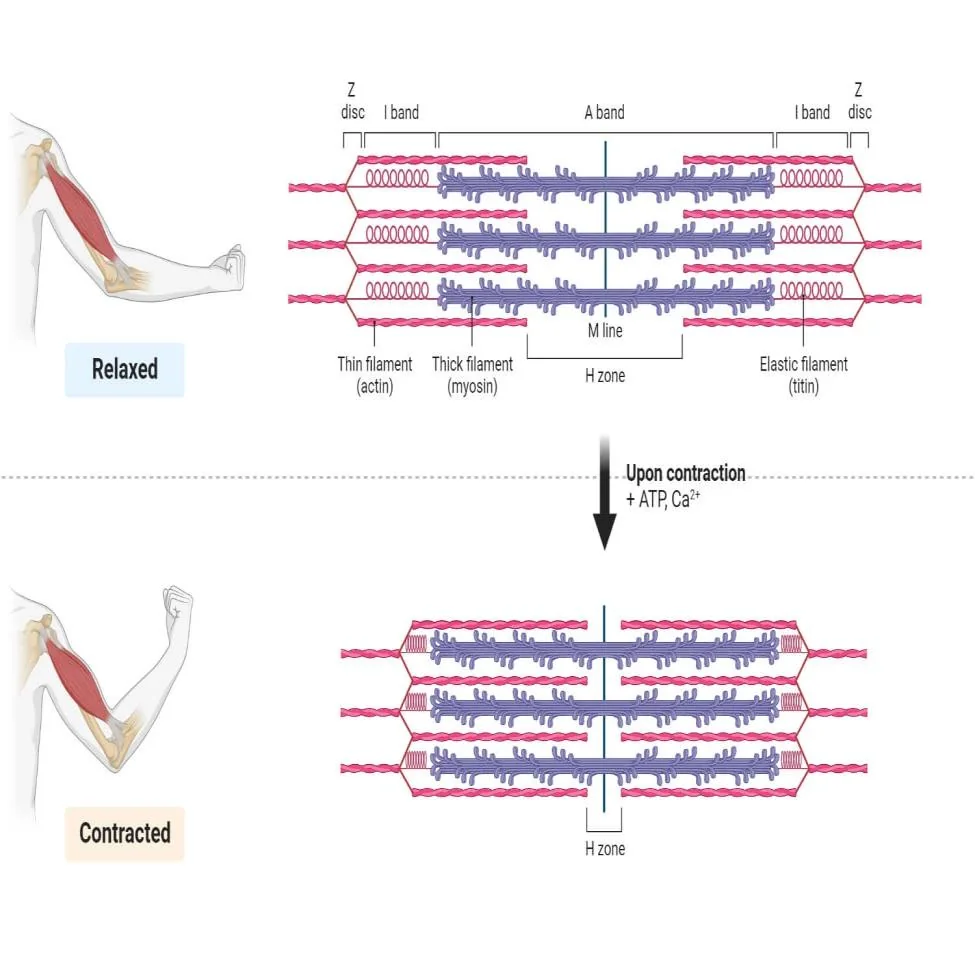 Z
disc
I band
A band
I band
Z
disc
M line
Thin filament
(actin)
Thick filament
(myosin)
H zone
Elastic filament
(titin)
Relaxed
Upon contraction
+ ATP, Ca²⁺
Contracted
H zone